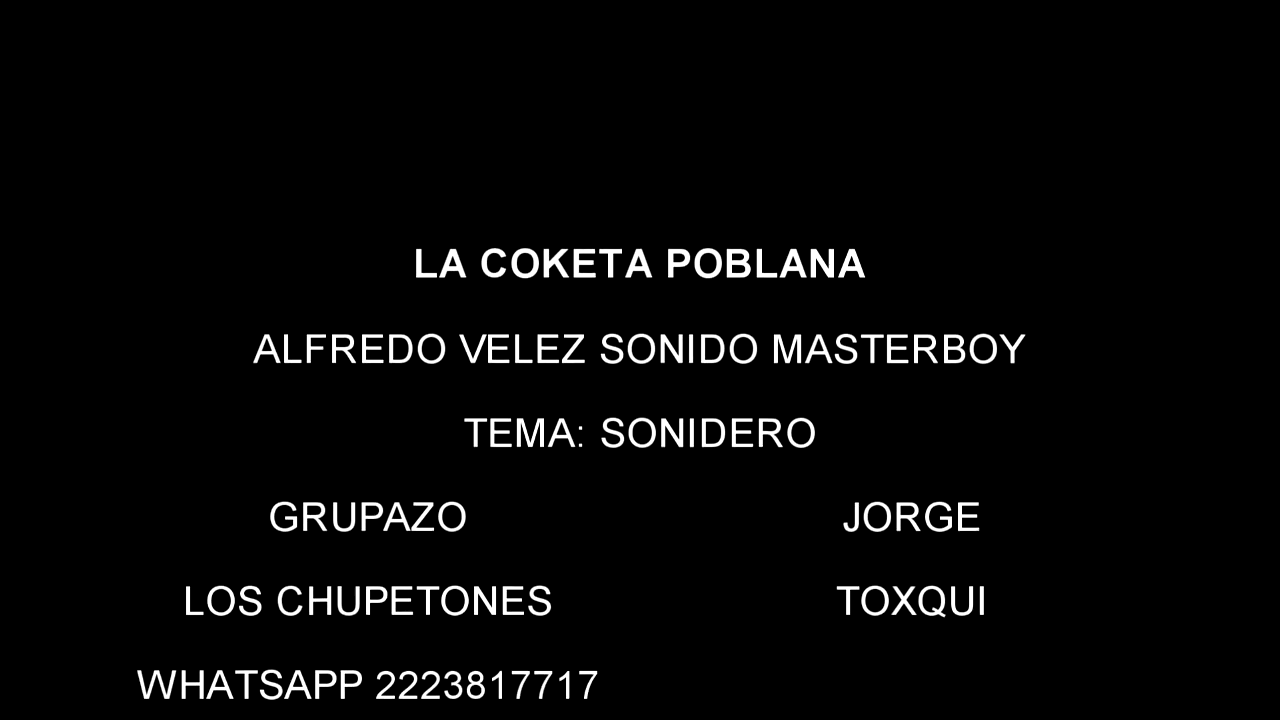 LA COKETA POBLANA
ALFREDO VELEZ SONIDO MASTERBOY
TEMA: SONIDERO
GRUPAZO JORGE
LOS CHUPETONES TOXQUI
WHATSAPP 2223817717